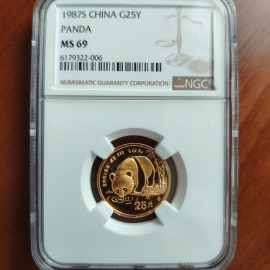 1987S CHINA G25Y
PANDA
MS 69
6179322-006
NUMISMATIC GUARANTY CORPORATION
NGC
25元